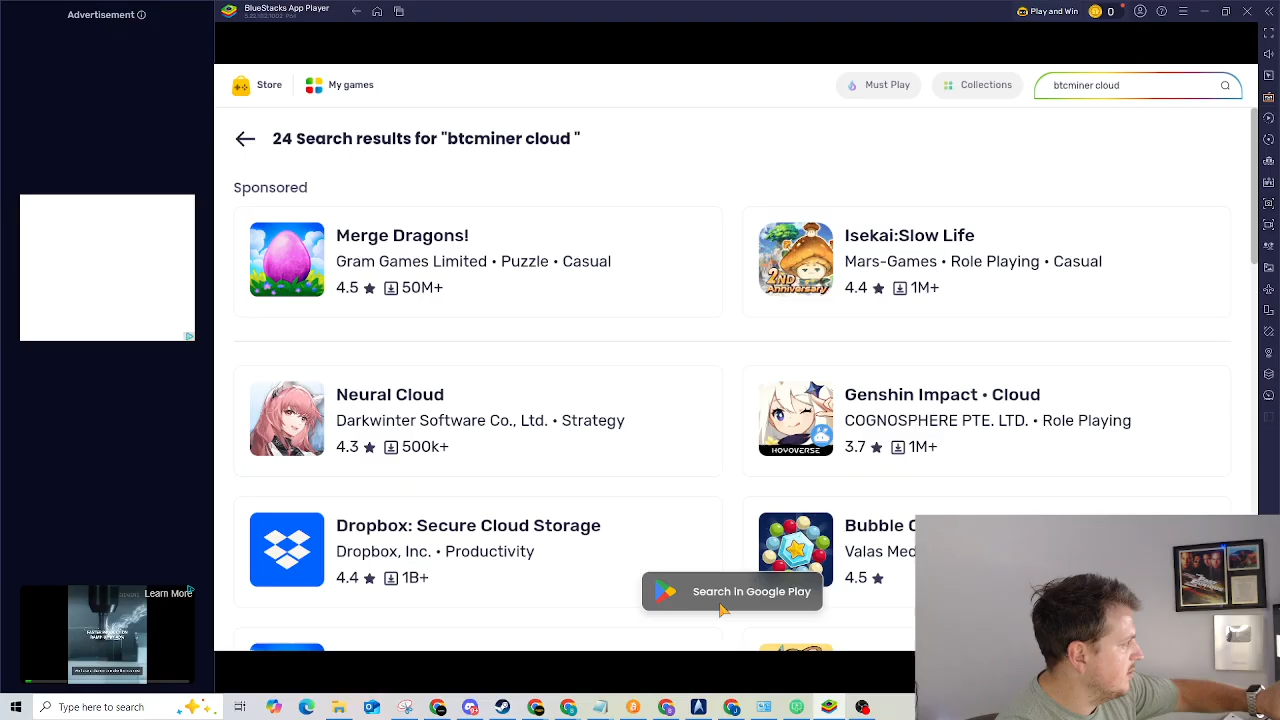 Advertisement
BlueStacks App Player
Play and Win
0
Store
My games
Must Play
Collections
btcminer cloud
24 Search results for "btcminer cloud "
Sponsored
Merge Dragons!
Gram Games Limited • Puzzle • Casual
4.5 ★ 50M+
2ND
Anniversary
Isekai:Slow Life
Mars-Games • Role Playing • Casual
4.4 ★ 1M+
Neural Cloud
Darkwinter Software Co., Ltd. • Strategy
4.3 ★ 500k+
HOYOVERSE
Genshin Impact • Cloud
COGNOSPHERE PTE. LTD. • Role Playing
3.7 ★ 1M+
Dropbox: Secure Cloud Storage
Dropbox, Inc. • Productivity
4.4 ★ 1B+
Bubble
Valas Med
4.5 ★
Search in Google Play
Learn More
Type here to search